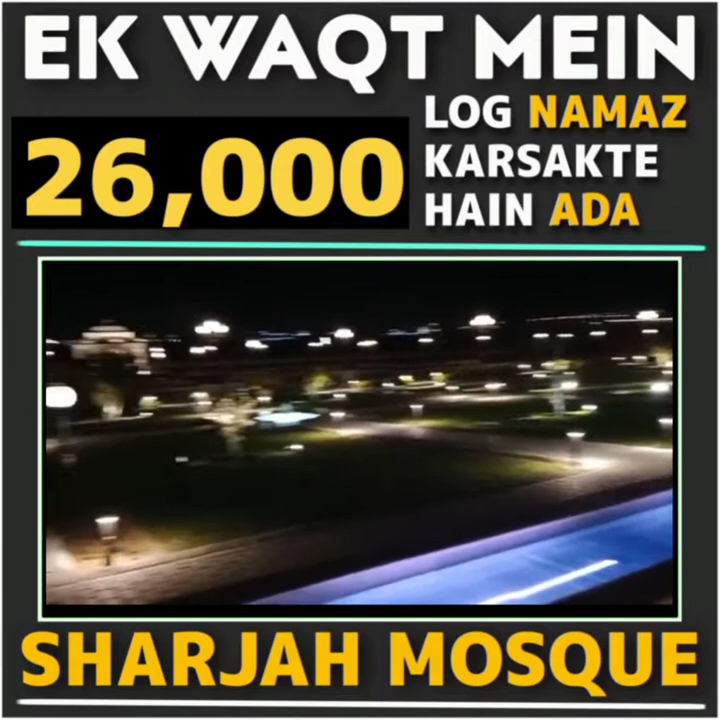 EK WAQT MEIN
26,000
LOG NAMAZ
KARSAKTE
HAIN ADA
SHARJAH MOSQUE